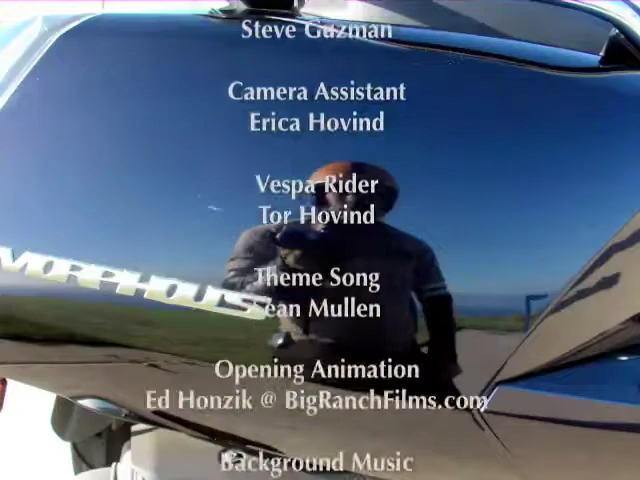 Steve Guzman
Camera Assistant
Erica Hovind
Vespa Rider
Tor Hovind
Theme Song
Sean Mullen
Opening Animation
Ed Honzik @ BigRanchFilms.com
Background Music
MORPHOUS